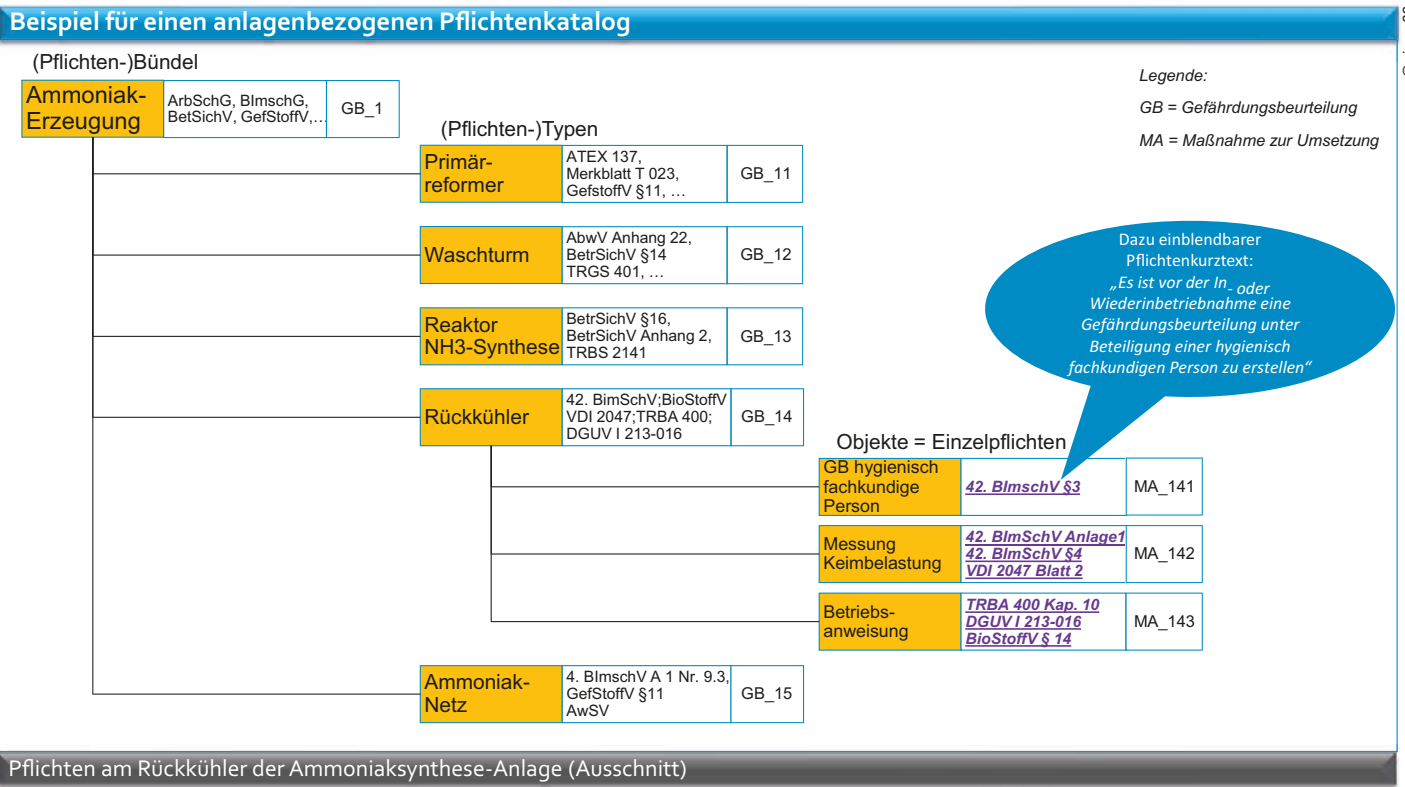 Beispiel für einen anlagenbezogenen Pflichtenkatalog
(Pflichten-)Bündel
Ammoniak-
Erzeugung
ArbSchG, BImschG,
BetSichV, GefStoffV,…
GB_1
Legende:
GB = Gefährdungsbeurteilung
MA = Maßnahme zur Umsetzung
(Pflichten-)Typen
Primär-
reformer
ATEX 137,
Merkblatt T 023,
GefstoffV §11, …
GB_11
Waschturm
AbwV Anhang 22,
BetrSichV §14
TRGS 401, …
GB_12
Dazu einblendbarer
Pflichtenkurztext:
„Es ist vor der In- oder
Wiederinbetriebnahme eine
Gefährdungsbeurteilung unter
Beteiligung einer hygienisch
fachkundigen Person zu erstellen“
Reaktor
NH3-Synthese
BetrSichV §16,
BetrSichV Anhang 2,
TRBS 2141
GB_13
Rückkühler
42. BimSchV;BioStoffV
VDI 2047;TRBA 400;
DGUV I 213-016
GB_14
Objekte = Einzelpflichten
GB hygienisch
fachkundige
Person
42. BImschV §3
MA_141
Messung
Keimbelastung
42. BImSchV Anlage1
42. BImSchV §4
VDI 2047 Blatt 2
MA_142
Betriebs-
anweisung
TRBA 400 Kap. 10
DGUV I 213-016
BioStoffV § 14
MA_143
Ammoniak-
Netz
4. BImschV A 1 Nr. 9.3,
GefStoffV §11
AwSV
GB_15
Pflichten am Rückkühler der Ammoniaksynthese-Anlage (Ausschnitt)